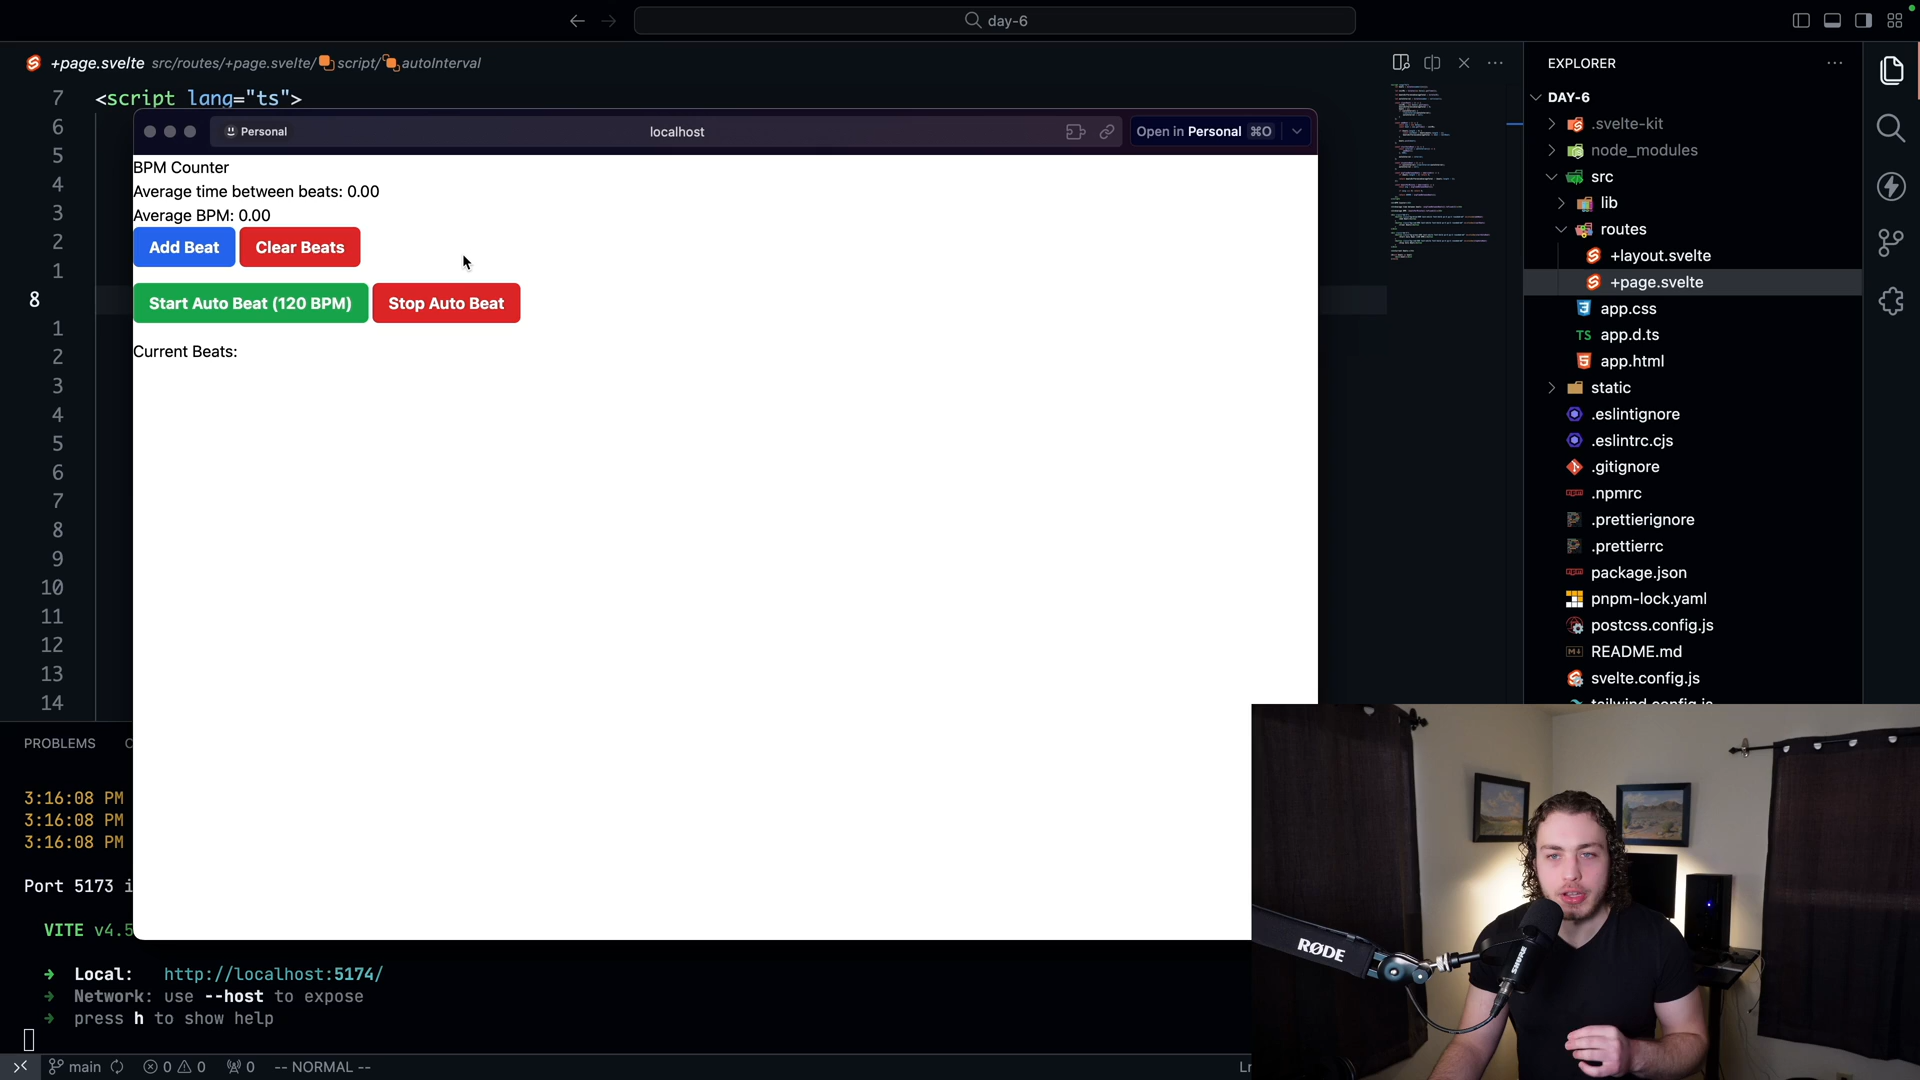 day-6
+page.svelte src/routes/+page.svelte/ script/ autoInterval
7 <script lang="ts">
6
5
4
3
2
1
8
1
2
3
4
5
6
7
8
9
10
11
12
13
14
Personal
localhost
Open in Personal ⌘O
BPM Counter
Average time between beats: 0.00
Average BPM: 0.00
Add Beat
Clear Beats
Start Auto Beat (120 BPM)
Stop Auto Beat
Current Beats:
EXPLORER
DAY-6
.svelte-kit
node_modules
src
lib
routes
+layout.svelte
+page.svelte
app.css
TS app.d.ts
app.html
static
.eslintignore
.eslintrc.cjs
.gitignore
.npmrc
.prettierignore
.prettierrc
package.json
pnpm-lock.yaml
postcss.config.js
README.md
svelte.config.js
tailwind.config.js
PROBLEMS
3:16:08 PM
3:16:08 PM
3:16:08 PM
Port 5173 i
VITE v4.5
➜ Local: http://localhost:5174/
➜ Network: use --host to expose
➜ press h to show help
main 0 0 0 -- NORMAL --
Ln
RØDE
SHURE